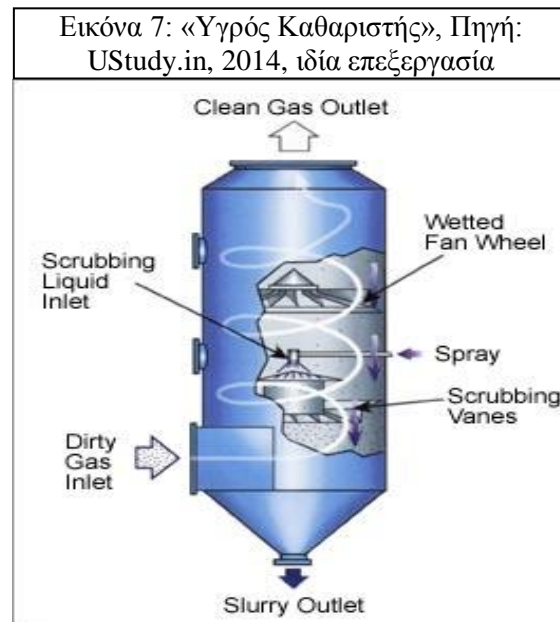 Εικόνα 7: «Υγρός Καθαριστής», Πηγή:
UStudy.in, 2014, ιδία επεξεργασία
Clean Gas Outlet
Wetted
Fan Wheel
Scrubbing
Liquid
Inlet
Spray
Scrubbing
Vanes
Dirty
Gas
Inlet
Slurry Outlet